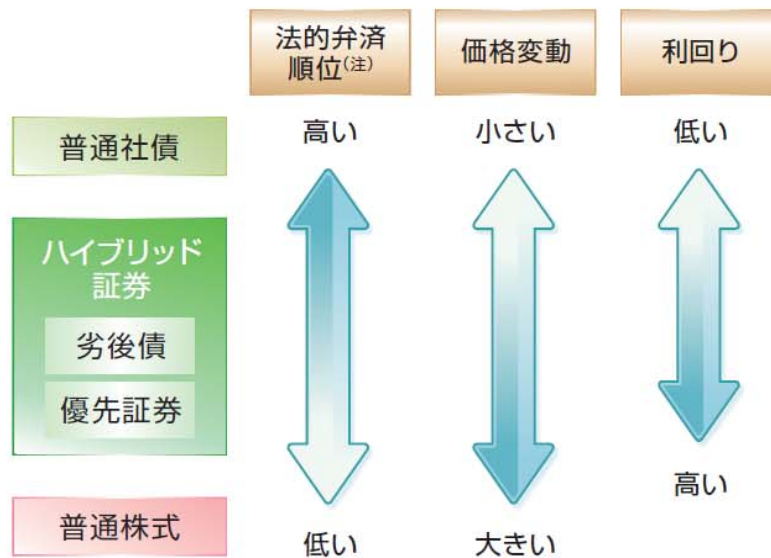 法的弁済
順位(注)
価格変動
利回り
普通社債
高い
小さい
低い
ハイブリッド
証券
劣後債
優先証券
高い
普通株式
低い
大きい